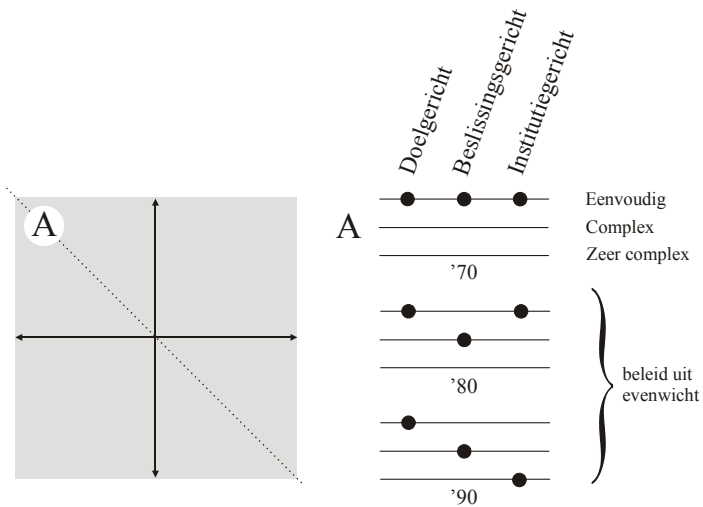 A
Doelgericht
Beslissingsgericht
Institutiegericht
A
Eenvoudig
Complex
Zeer complex
’70
’80
beleid uit
evenwicht
’90